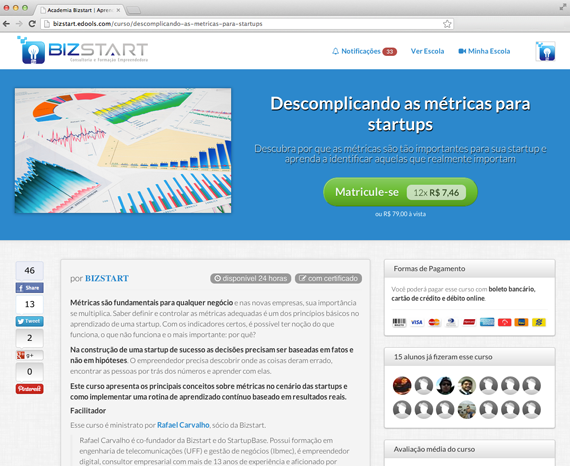 Academia Bizstart | Apren
bizstart.edools.com/curso/descomplicando-as-metricas-para-startups
BIZSTART
Consultoria e Formação Empreendedora
Notificações 33
Ver Escola
Minha Escola
Descomplicando as métricas para
startups
Descubra por que as métricas são tão importantes para sua startup e
aprenda a identificar aquelas que realmente importam
Matricule-se 12x R$ 7,46
ou R$ 79,00 à vista
46
Share
13
Tweet
2
g+
0
Pinterest
por BIZSTART
disponível 24 horas
com certificado
Métricas são fundamentais para qualquer negócio e nas novas empresas, sua importância
se multiplica. Saber definir e controlar as métricas adequadas é um dos princípios básicos no
aprendizado de uma startup. Com os indicadores certos, é possível ter noção do que
funciona, o que não funciona e o mais importante: por quê?
Na construção de uma startup de sucesso as decisões precisam ser baseadas em fatos e
não em hipóteses. O empreendedor precisa descobrir onde as coisas deram errado,
encontrar as pessoas por trás dos números e aprender com elas.
Este curso apresenta os principais conceitos sobre métricas no cenário das startups e
como implementar uma rotina de aprendizado contínuo baseado em resultados reais.
Facilitador
Esse curso é ministrato por Rafael Carvalho, sócio da Bizstart.
Rafael Carvalho é co-fundador da Bizstart e do StartupBase. Possui formação em
engenharia de telecomunicações (UFF) e gestão de negócios (Ibmec), é empreendedor
digital, consultor empresarial com mais de 13 anos de experiência e aficionado por
Formas de Pagamento
Você poderá pagar esse curso com boleto bancário,
cartão de crédito e débito online.
VISA
15 alunos já fizeram esse curso
Avaliação média do curso